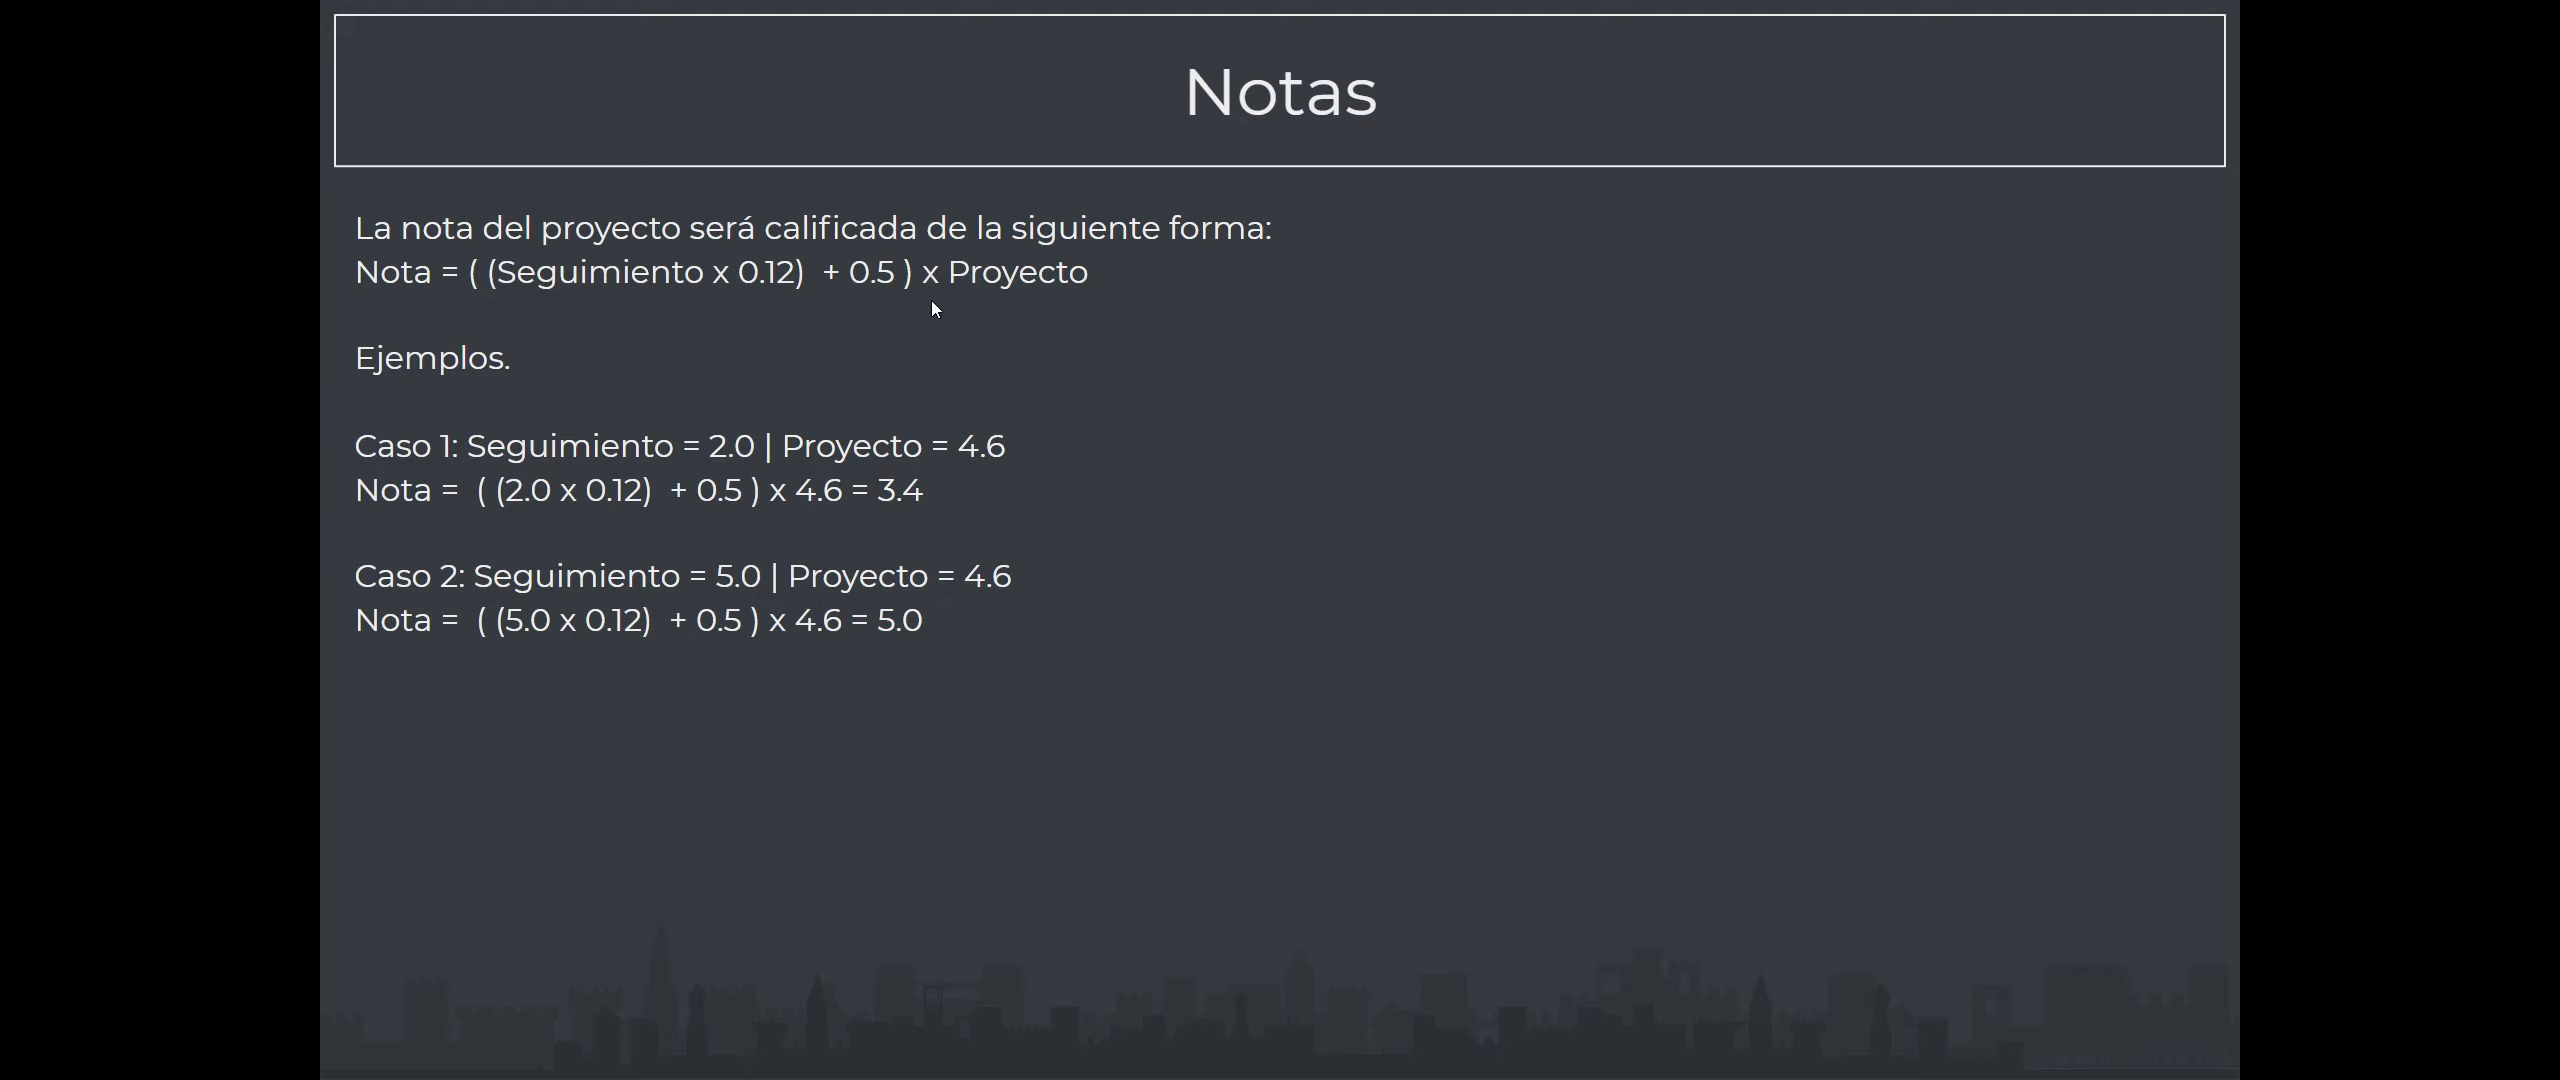 Notas
La nota del proyecto será calificada de la siguiente forma:
Nota = ( (Seguimiento x 0.12)  + 0.5 ) x Proyecto
Ejemplos.
Caso 1: Seguimiento = 2.0 | Proyecto = 4.6
Nota =  ( (2.0 x 0.12)  + 0.5 ) x 4.6 = 3.4
Caso 2: Seguimiento = 5.0 | Proyecto = 4.6
Nota =  ( (5.0 x 0.12)  + 0.5 ) x 4.6 = 5.0